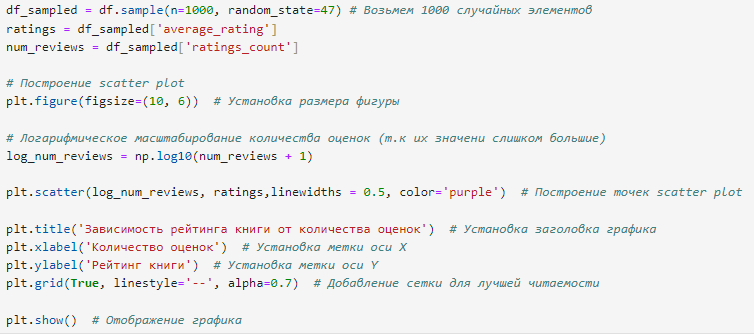 df_sampled = df.sample(n=1000, random_state=47) # Возьмем 1000 случайных элементов
ratings = df_sampled['average_rating']
num_reviews = df_sampled['ratings_count']
# Построение scatter plot
plt.figure(figsize=(10, 6))  # Установка размера фигуры
# Логарифмическое масштабирование количества оценок (т.к их значени слишком большие)
log_num_reviews = np.log10(num_reviews + 1)
plt.scatter(log_num_reviews, ratings,linewidths = 0.5, color='purple')  # Построение точек scatter plot
plt.title('Зависимость рейтинга книги от количества оценок')  # Установка заголовка графика
plt.xlabel('Количество оценок')  # Установка метки оси X
plt.ylabel('Рейтинг книги')  # Установка метки оси Y
plt.grid(True, linestyle='--', alpha=0.7)  # Добавление сетки для лучшей читаемости
plt.show()  # Отображение графика